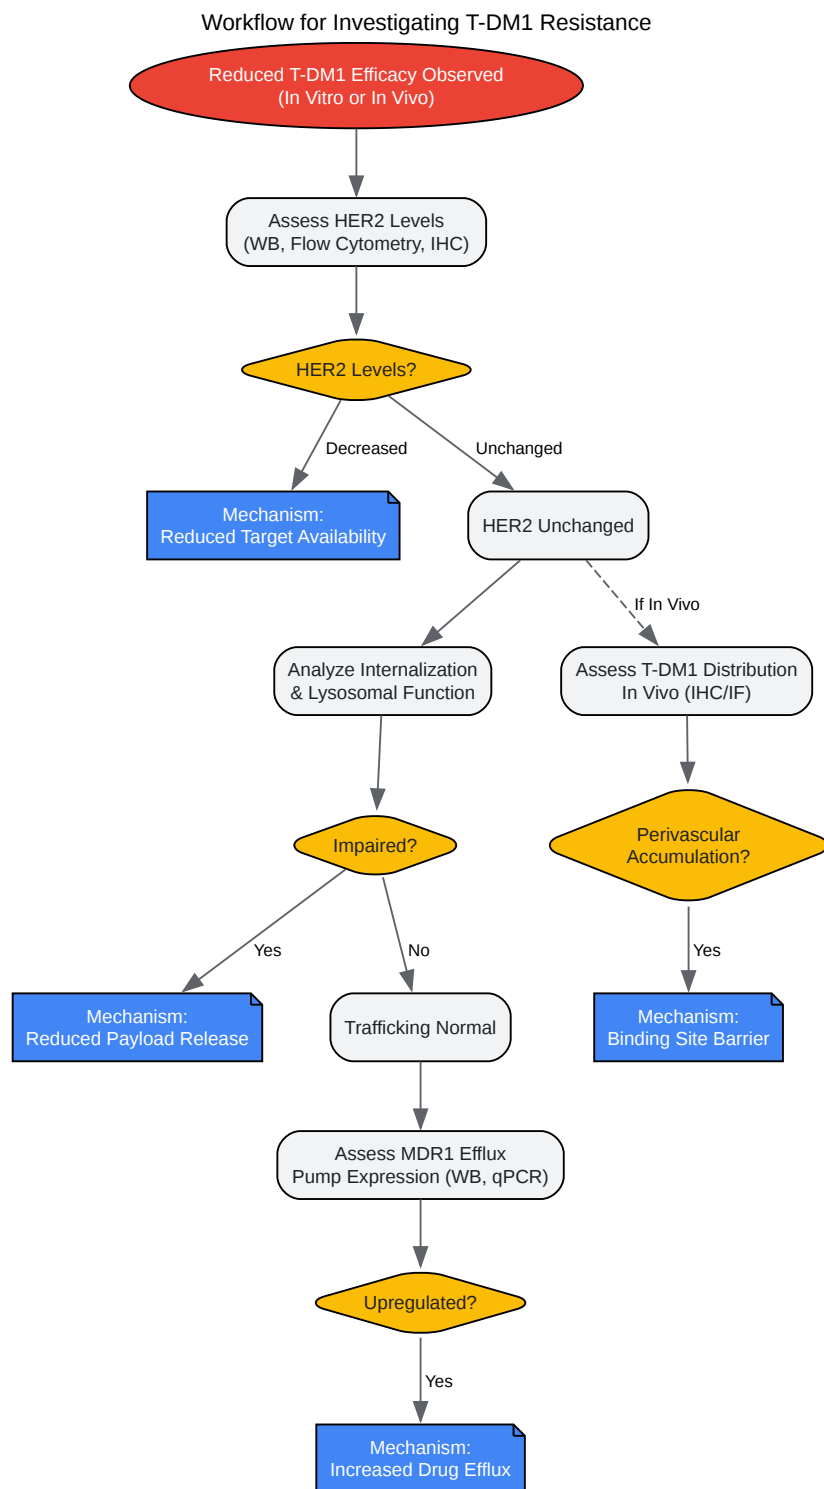 Workflow for Investigating T-DM1 Resistance
Reduced T-DM1 Efficacy Observed
(In Vitro or In Vivo)
Assess HER2 Levels
(WB, Flow Cytometry, IHC)
HER2 Levels?
Decreased
Unchanged
Mechanism:
Reduced Target Availability
HER2 Unchanged
If In Vivo
Analyze Internalization
& Lysosomal Function
Assess T-DM1 Distribution
In Vivo (IHC/IF)
Impaired?
Perivascular
Accumulation?
Yes
No
Yes
Mechanism:
Reduced Payload Release
Trafficking Normal
Mechanism:
Binding Site Barrier
Assess MDR1 Efflux
Pump Expression (WB, qPCR)
Upregulated?
Yes
Mechanism:
Increased Drug Efflux